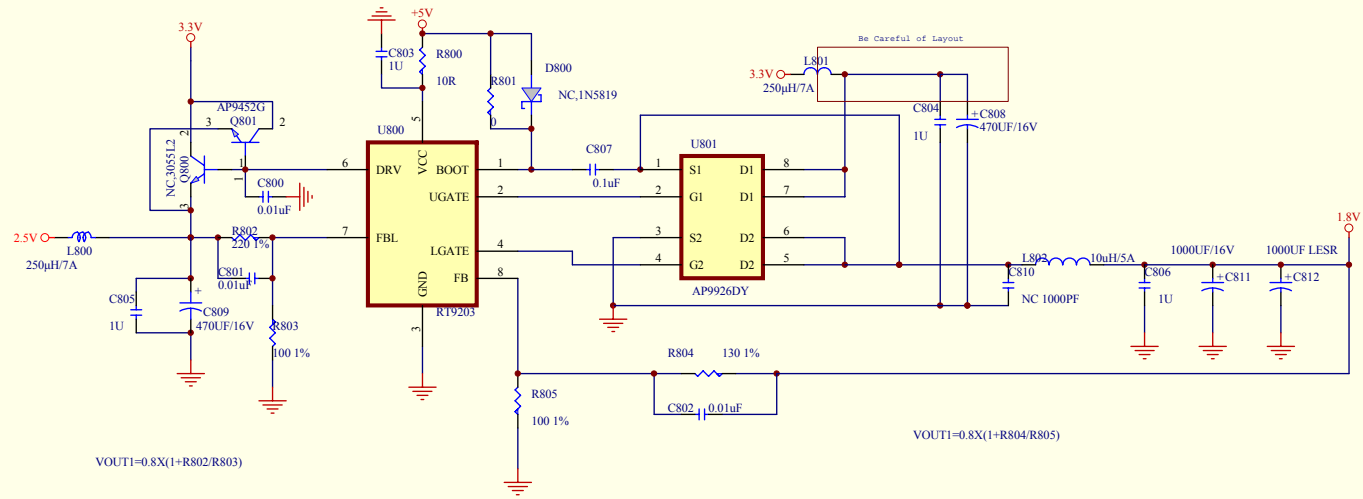 3.3V
+5V
C803
1U
R800
10R
R801
0
D800
NC,1N5819
Be Careful of Layout
L801
3.3V
250µH/7A
C804
1U
C808
470UF/16V
AP9452G
Q801
3
2
2
NC,3055L2
Q800
1
1
3
C800
0.01uF
U800
5
6
DRV
VCC
BOOT
1
2
UGATE
7
FBL
LGATE
4
FB
8
GND
3
RT9203
C807
0.1uF
U801
1
S1
D1
8
2
G1
D1
7
3
S2
D2
6
4
G2
D2
5
AP9926DY
2.5V
L800
250µH/7A
R802
220 1%
C801
0.01uF
C805
1U
C809
470UF/16V
R803
100 1%
1.8V
L802
10uH/5A
C810
NC 1000PF
C806
1U
1000UF/16V
C811
1000UF LESR
C812
R804
130 1%
C802
0.01uF
R805
100 1%
VOUT1=0.8X(1+R804/R805)
VOUT1=0.8X(1+R802/R803)